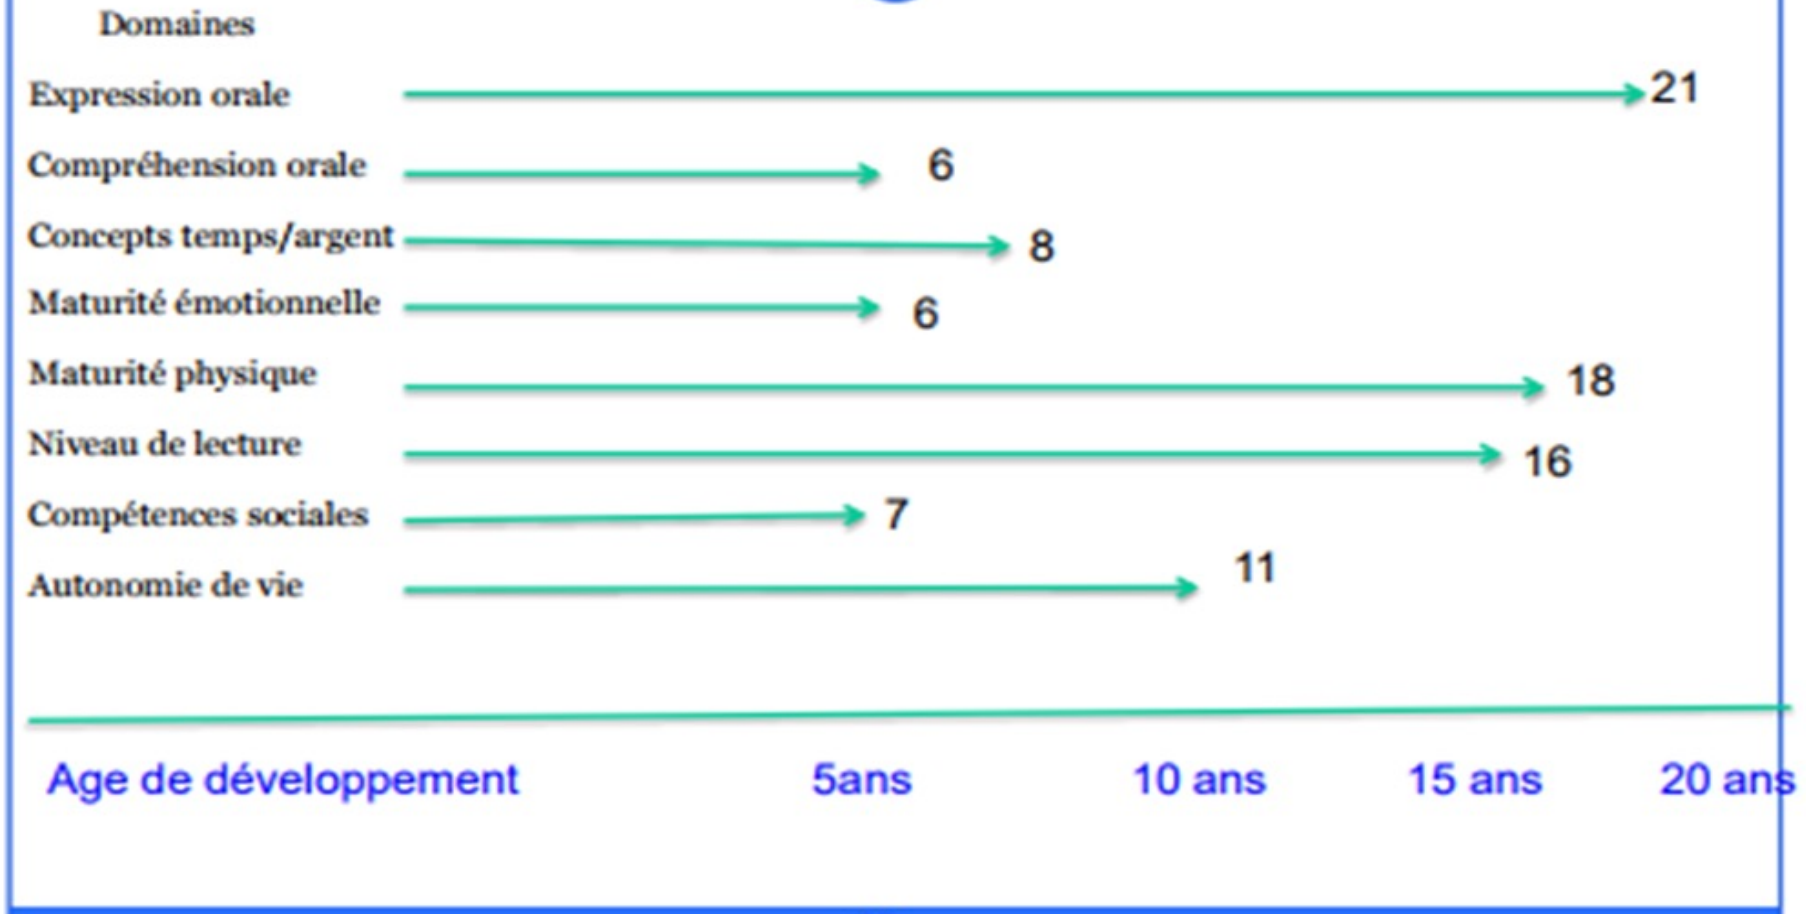 Domaines
Expression orale 21
Compréhension orale 6
Concepts temps/argent 8
Maturité émotionnelle 6
Maturité physique 18
Niveau de lecture 16
Compétences sociales 7
Autonomie de vie 11
Age de développement 5ans 10 ans 15 ans 20 ans